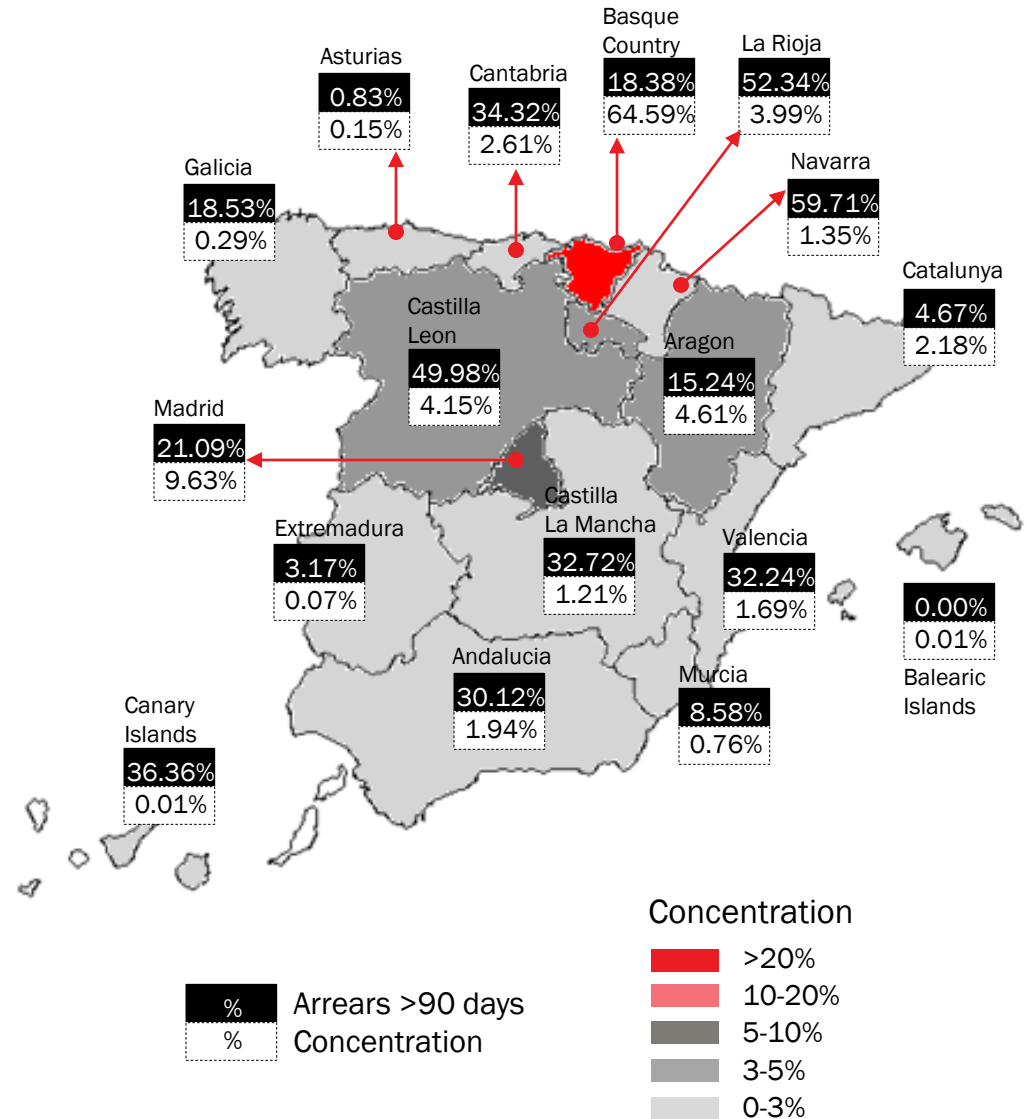 Basque
Country
18.38%
64.59%
La Rioja
52.34%
3.99%
Asturias
0.83%
0.15%
Cantabria
34.32%
2.61%
Galicia
18.53%
0.29%
Navarra
59.71%
1.35%
Catalunya
4.67%
2.18%
Castilla
Leon
49.98%
4.15%
Aragon
15.24%
4.61%
Madrid
21.09%
9.63%
Castilla
La Mancha
32.72%
1.21%
Extremadura
3.17%
0.07%
Valencia
32.24%
1.69%
0.00%
0.01%
Balearic
Islands
Andalucia
30.12%
1.94%
Murcia
8.58%
0.76%
Canary
Islands
36.36%
0.01%
Concentration
>20%
10-20%
5-10%
3-5%
0-3%
% Arrears >90 days
% Concentration